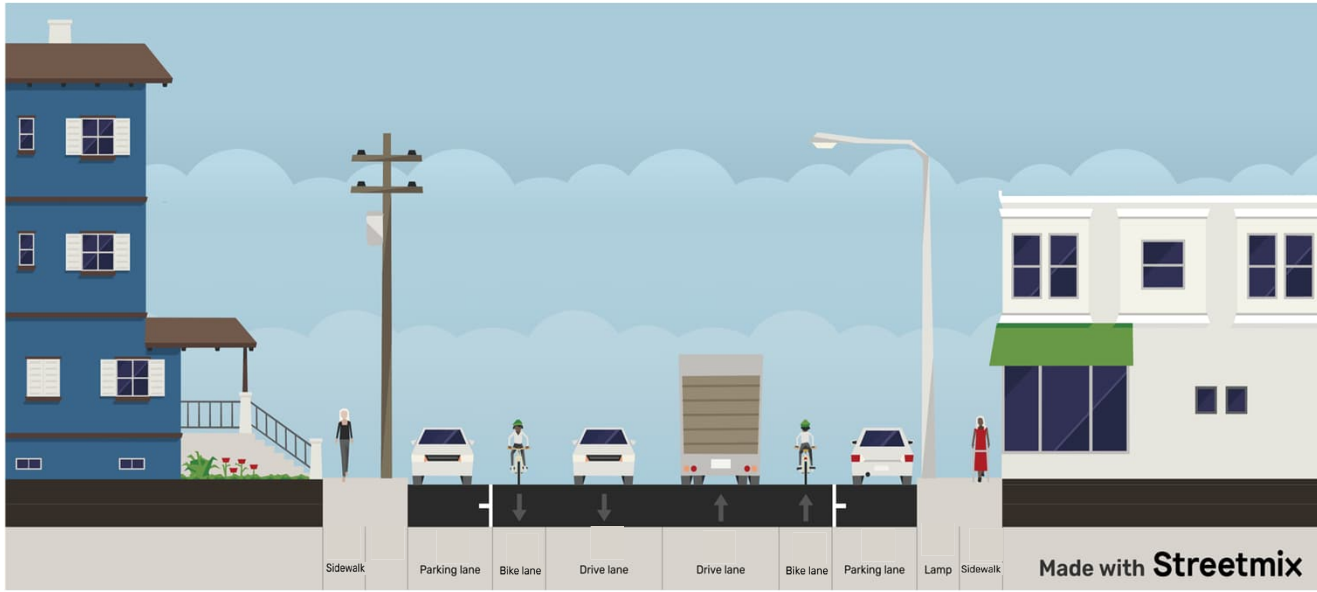 Sidewalk
Parking lane
Bike lane
Drive lane
Drive lane
Bike lane
Parking lane
Lamp
Sidewalk
Made with Streetmix